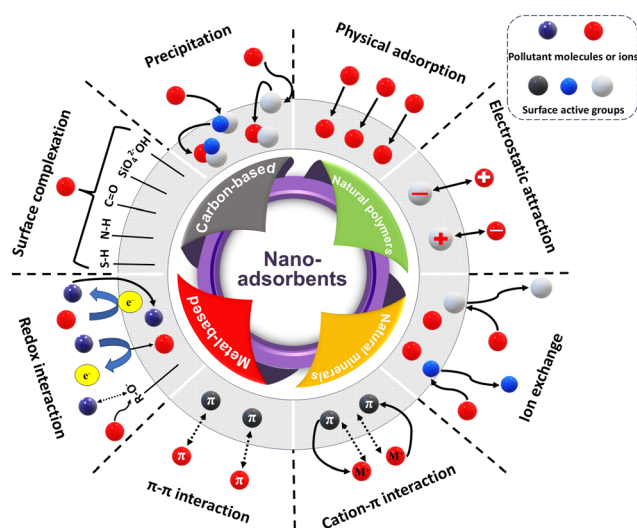 Precipitation
Physical adsorption
Pollutant molecules or ions
Surface active groups
Electrostatic attraction
Surface complexation
SiO₄²⁻ OH
C=O
N-H
S-H
Carbon-based
Natural polymers
Nano-
adsorbents
Metal-based
Natural minerals
−
+
+
−
Redox interaction
e⁻
e⁻
R-O
Ion exchange
π
π
π
π
π
π
M⁺
M⁺
π-π interaction
Cation-π interaction